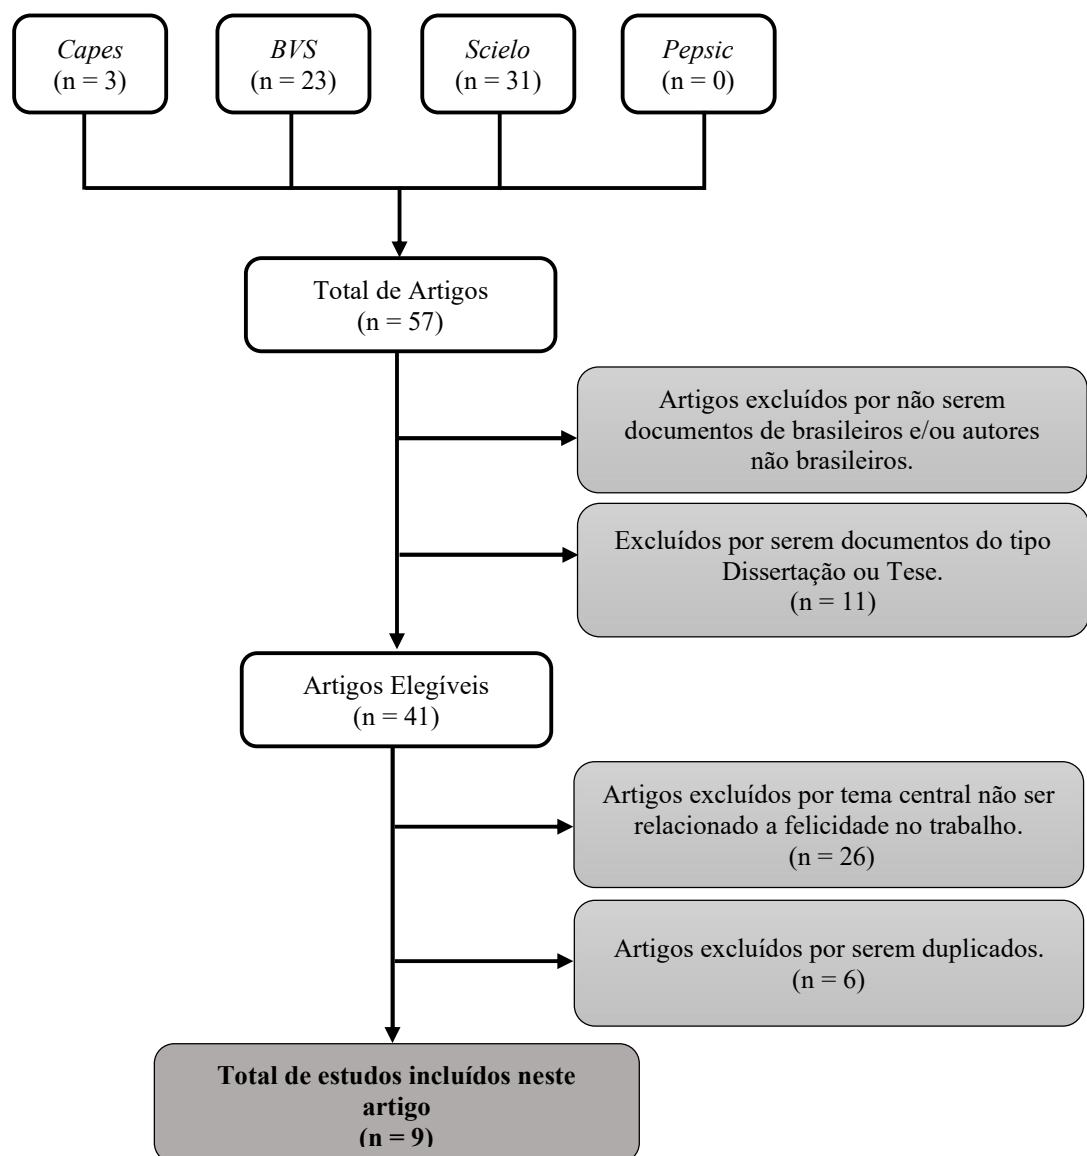 Capes
(n = 3)
BVS
(n = 23)
Scielo
(n = 31)
Pepsic
(n = 0)
Total de Artigos
(n = 57)
Artigos excluídos por não serem
documentos de brasileiros e/ou autores
não brasileiros.
Excluídos por serem documentos do tipo
Dissertação ou Tese.
(n = 11)
Artigos Elegíveis
(n = 41)
Artigos excluídos por tema central não ser
relacionado a felicidade no trabalho.
(n = 26)
Artigos excluídos por serem duplicados.
(n = 6)
Total de estudos incluídos neste
artigo
(n = 9)